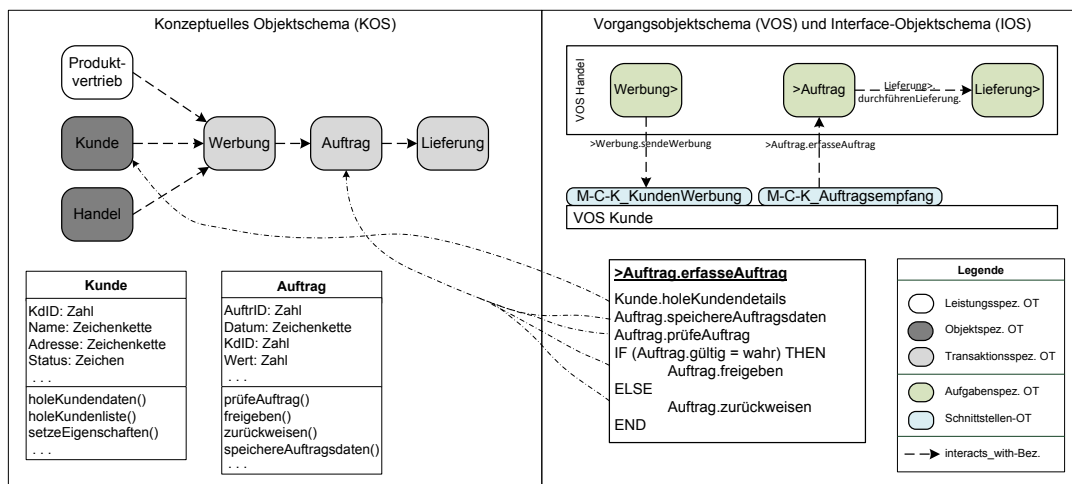 Konzeptuelles Objektschema (KOS)
Produkt-
vertrieb
Kunde
Werbung
Auftrag
Lieferung
Handel
Kunde
KdID: Zahl
Name: Zeichenkette
Adresse: Zeichenkette
Status: Zeichen
. . .
holeKundendaten()
holeKundenliste()
setzeEigenschaften()
. . .
Auftrag
AuftrID: Zahl
Datum: Zeichenkette
KdID: Zahl
Wert: Zahl
. . .
prüfeAuftrag()
freigeben()
zurückweisen()
speichereAuftragsdaten()
. . .
Vorgangsobjektschema (VOS) und Interface-Objektschema (IOS)
VOS Handel
Werbung>
>Auftrag
Lieferung>.
durchführenLieferung.
Lieferung>
>Werbung.sendeWerbung
>Auftrag.erfasseAuftrag
M-C-K_KundenWerbung
M-C-K_Auftragsempfang
VOS Kunde
>Auftrag.erfasseAuftrag
Kunde.holeKundendetails
Auftrag.speichereAuftragsdaten
Auftrag.prüfeAuftrag
IF (Auftrag.gültig = wahr) THEN
Auftrag.freigeben
ELSE
Auftrag.zurückweisen
END
Legende
Leistungsspez. OT
Objektspez. OT
Transaktionsspez. OT
Aufgabenspez. OT
Schnittstellen-OT
interacts_with-Bez.